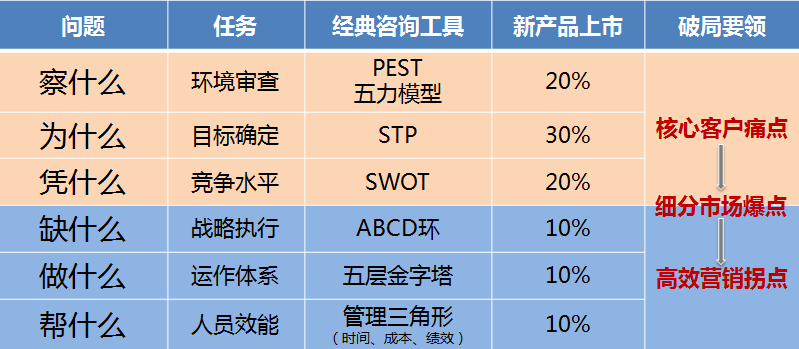 问题 任务 经典咨询工具 新产品上市 破局要领
察什么 环境审查 PEST 20%
五力模型
为什么 目标确定 STP 30% 核心客户痛点
凭什么 竞争水平 SWOT 20%
细分市场爆点
缺什么 战略执行 ABCD环 10%
做什么 运作体系 五层金字塔 10% 高效营销拐点
帮什么 人员效能 管理三角形 10%
（时间、成本、绩效）